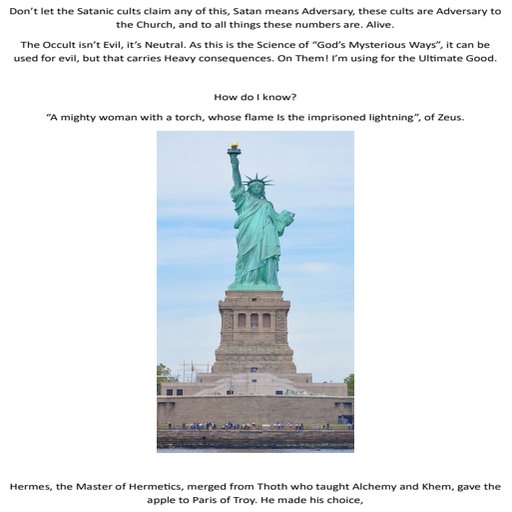 Don't let the Satanic cults claim any of this, Satan means Adversary, these cults are Adversary to
the Church, and to all things these numbers are. Alive.
The Occult isn't Evil, it's Neutral. As this is the Science of "God's Mysterious Ways", it can be
used for evil, but that carries Heavy consequences. On Them! I'm using for the Ultimate Good.
How do I know?
"A mighty woman with a torch, whose flame Is the imprisoned lightning", of Zeus.
Hermes, the Master of Hermetics, merged from Thoth who taught Alchemy and Khem, gave the
apple to Paris of Troy. He made his choice,